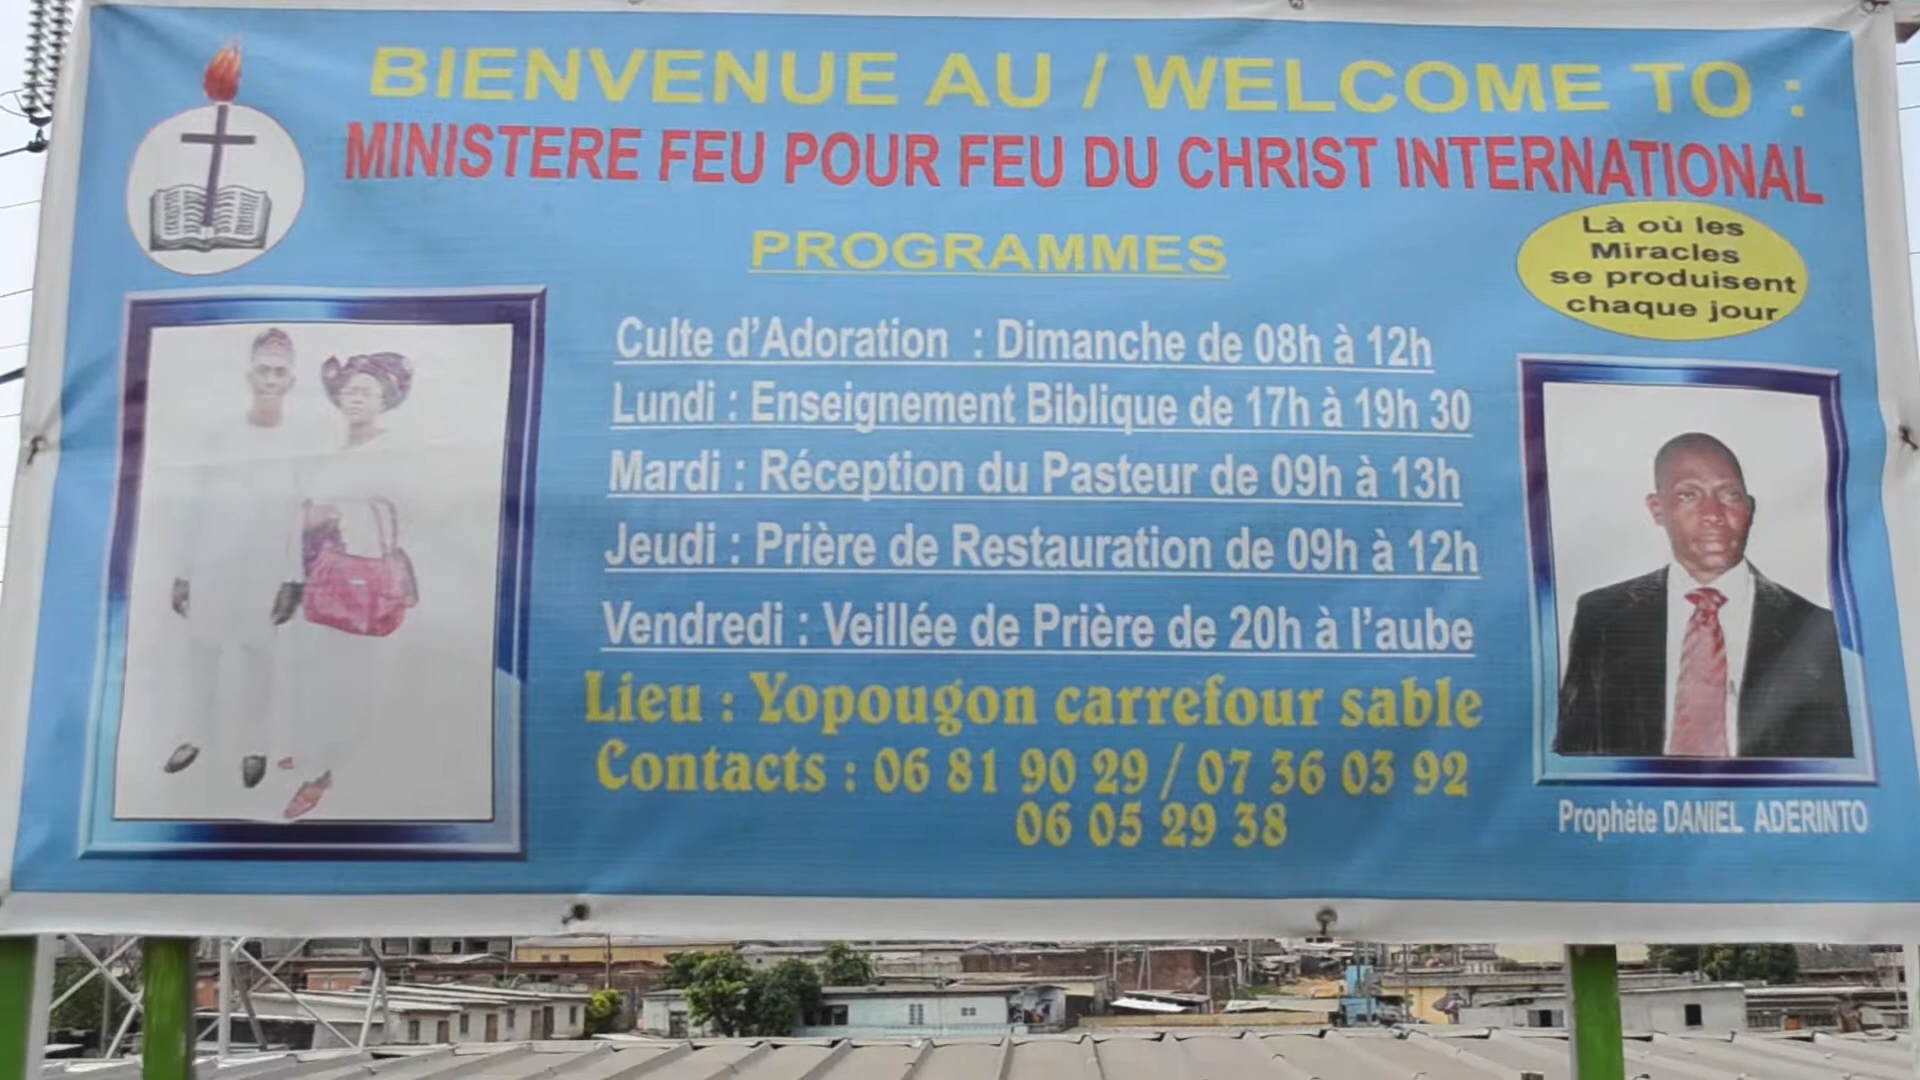 BIENVENUE AU / WELCOME TO :
MINISTERE FEU POUR FEU DU CHRIST INTERNATIONAL
Là où les
Miracles
se produisent
chaque jour
PROGRAMMES
Culte d'Adoration : Dimanche de 08h à 12h
Lundi : Enseignement Biblique de 17h à 19h 30
Mardi : Réception du Pasteur de 09h à 13h
Jeudi : Prière de Restauration de 09h à 12h
Vendredi : Veillée de Prière de 20h à l'aube
Lieu : Yopougon carrefour sable
Contacts : 06 81 90 29 / 07 36 03 92
06 05 29 38
Prophète DANIEL ADERINTO